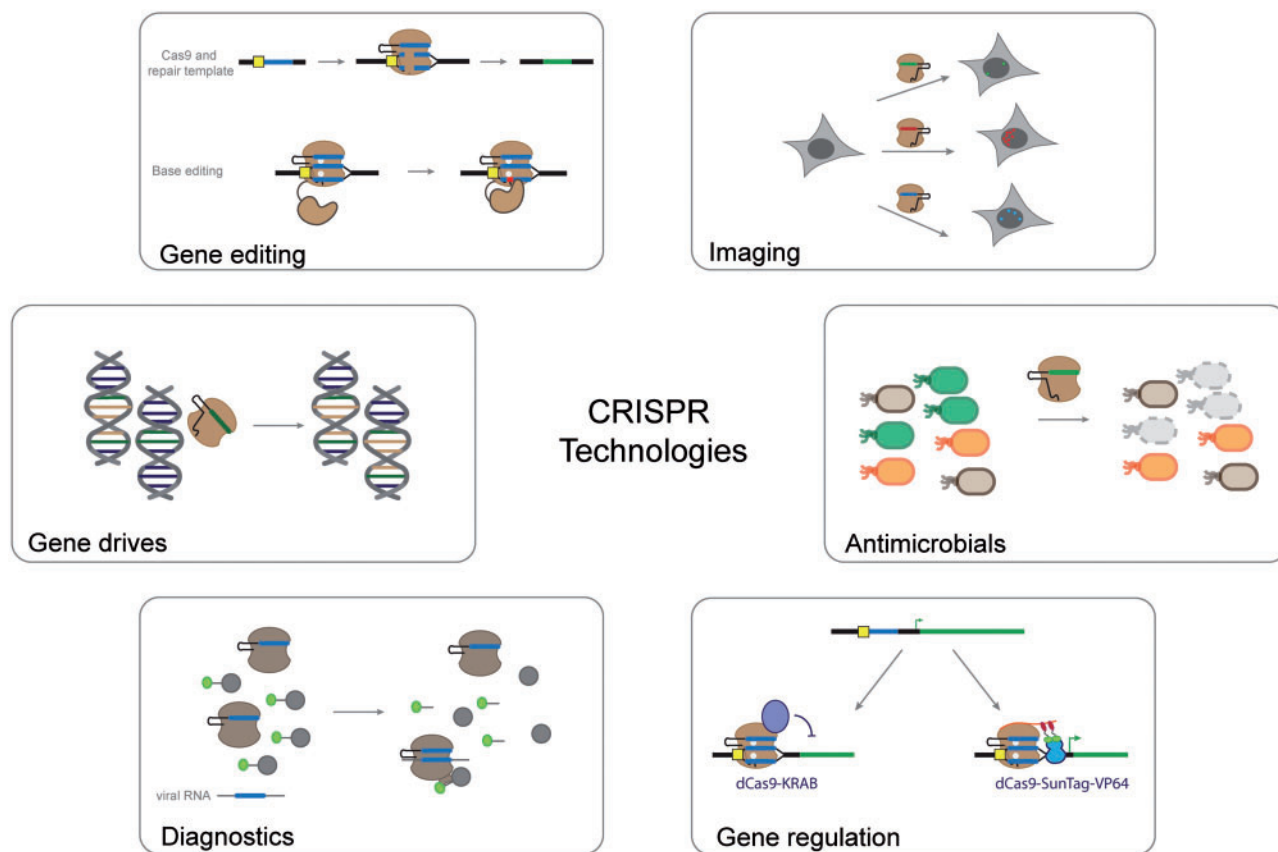 Cas9 and
repair template
Base editing
Gene editing
Imaging
Gene drives
CRISPR
Technologies
Antimicrobials
viral RNA
Diagnostics
dCas9-KRAB
dCas9-SunTag-VP64
Gene regulation